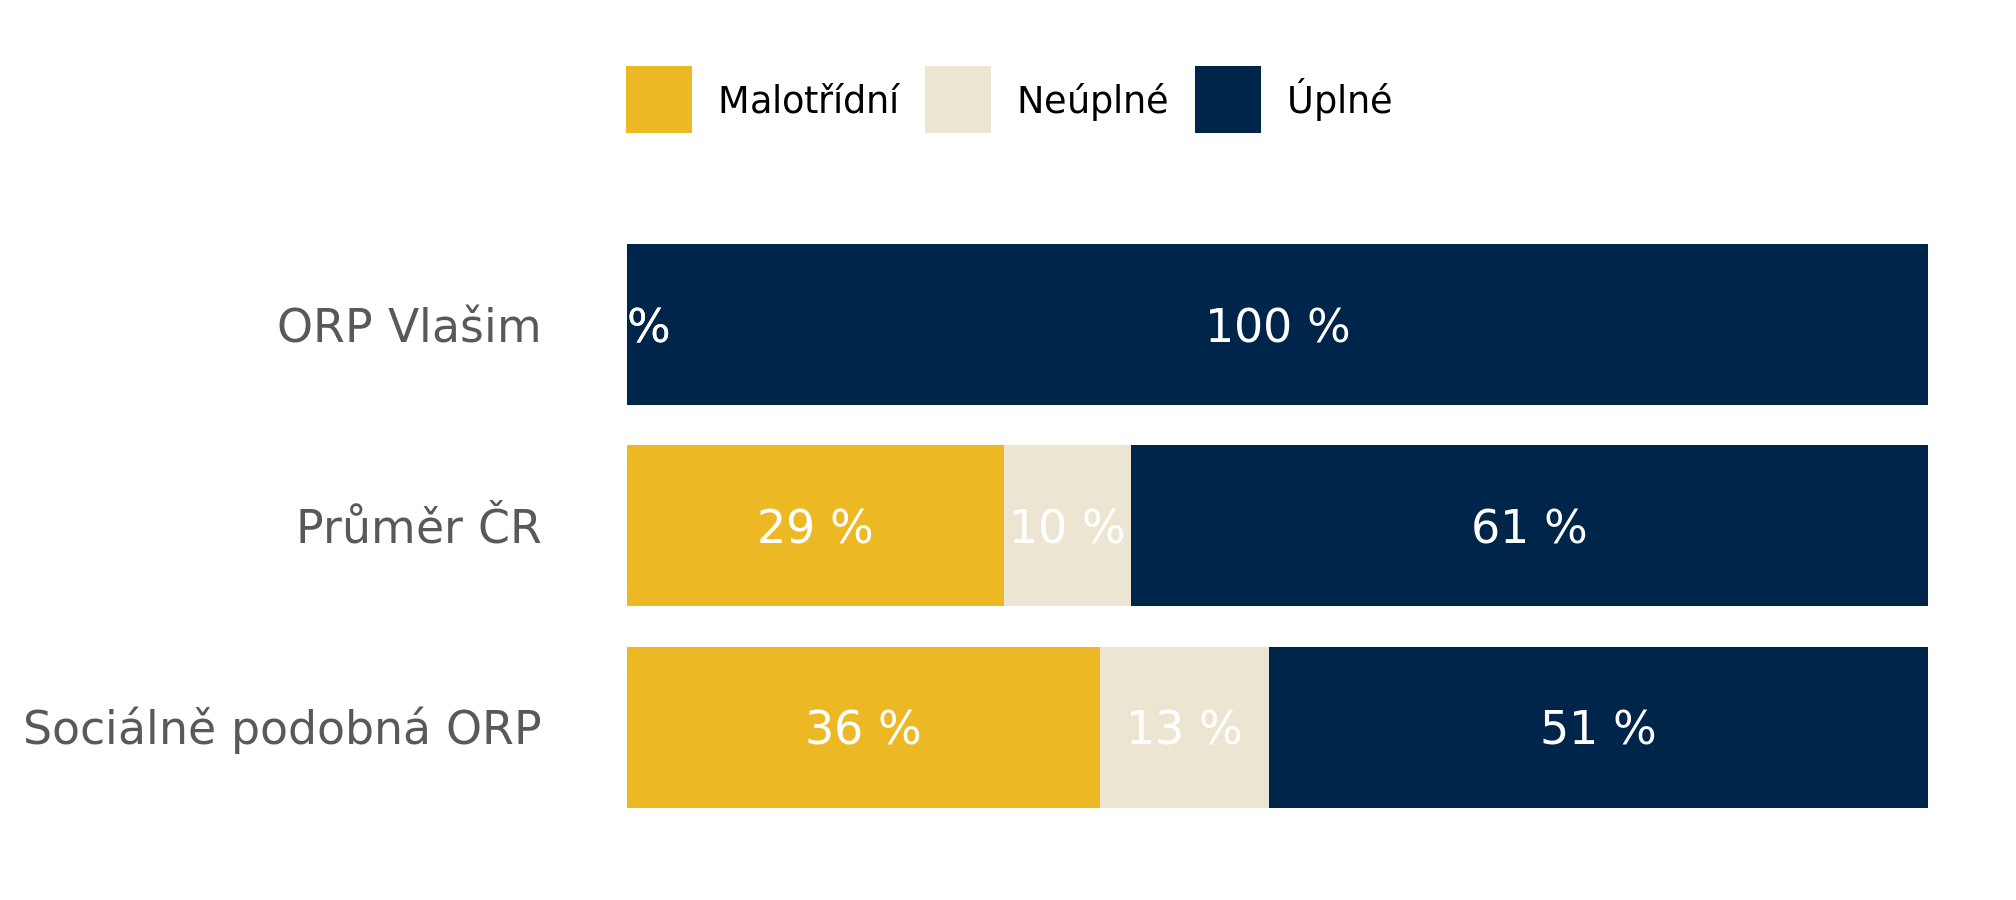 Malotřídní Neúplné Úplné
ORP Vlašim % 100 %
Průměr ČR 29 % 10 % 61 %
Sociálně podobná ORP 36 % 13 % 51 %